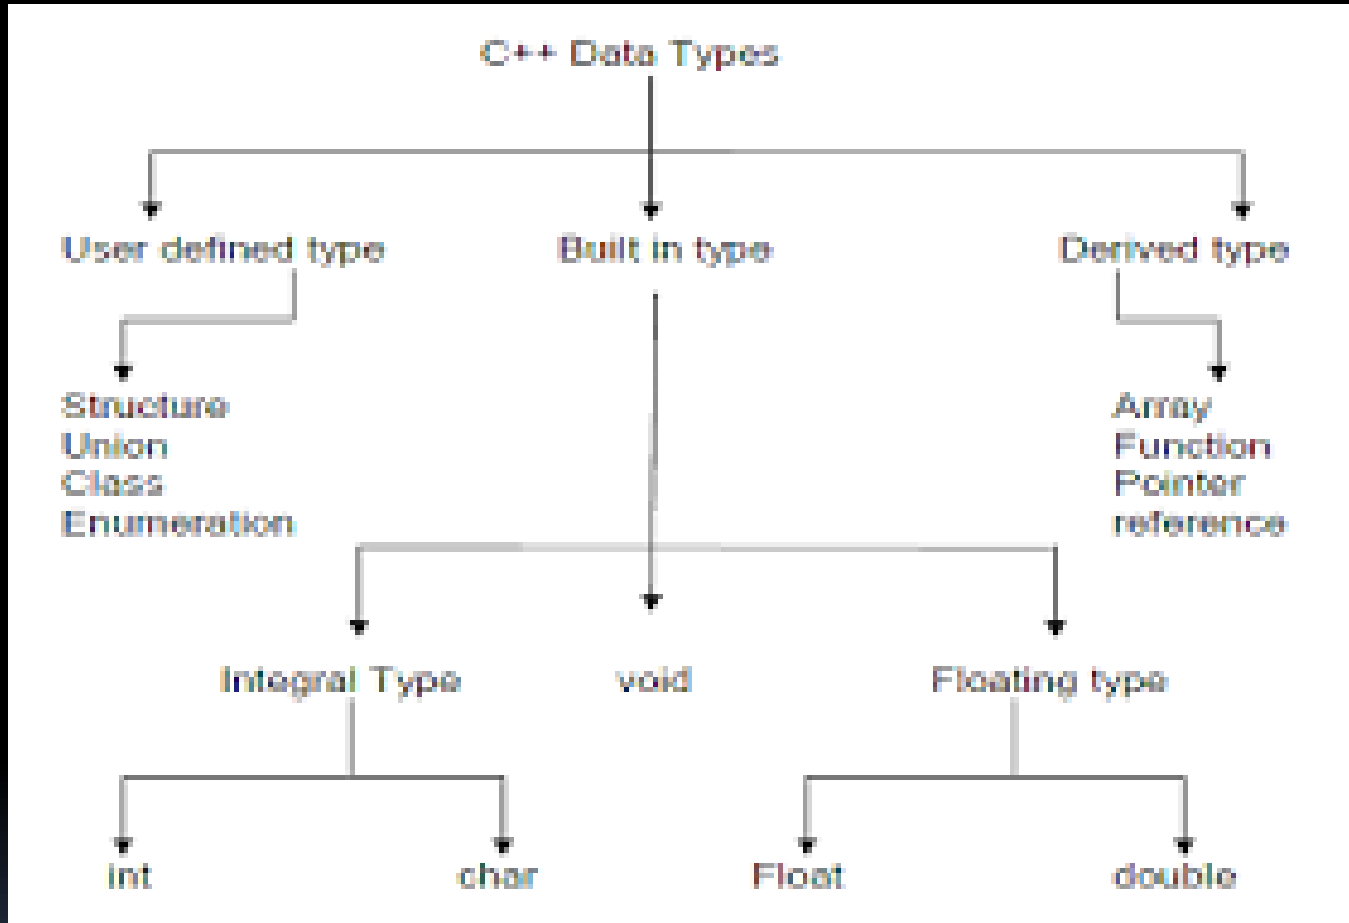 C++ Data Types
User defined type
Built in type
Derived type
Structure
Union
Class
Enumeration
Array
Function
Pointer
reference
Integral Type
void
Floating type
int
char
Float
double